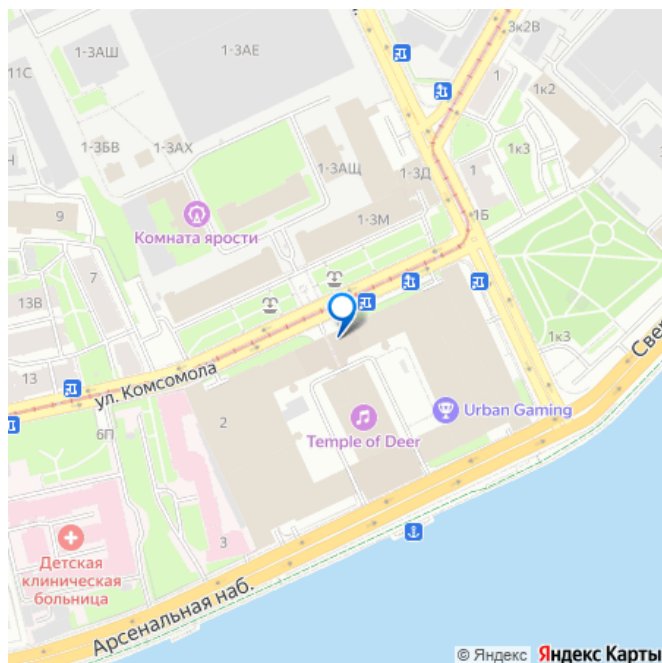 3к2В
1-3АШ
1-3АЕ
11С
1
1к2
1-3БВ
1-3АХ
1-3АЩ
1к3
1-3Д
1
9
1-3М
1Б
Комната ярости
7
13В
1к3
Све
13
ул. Комсомола
2
Urban Gaming
6П
Temple of Deer
3
Детская
клиническая
больница
Арсенальная наб.
© Яндекс Яндекс Карты